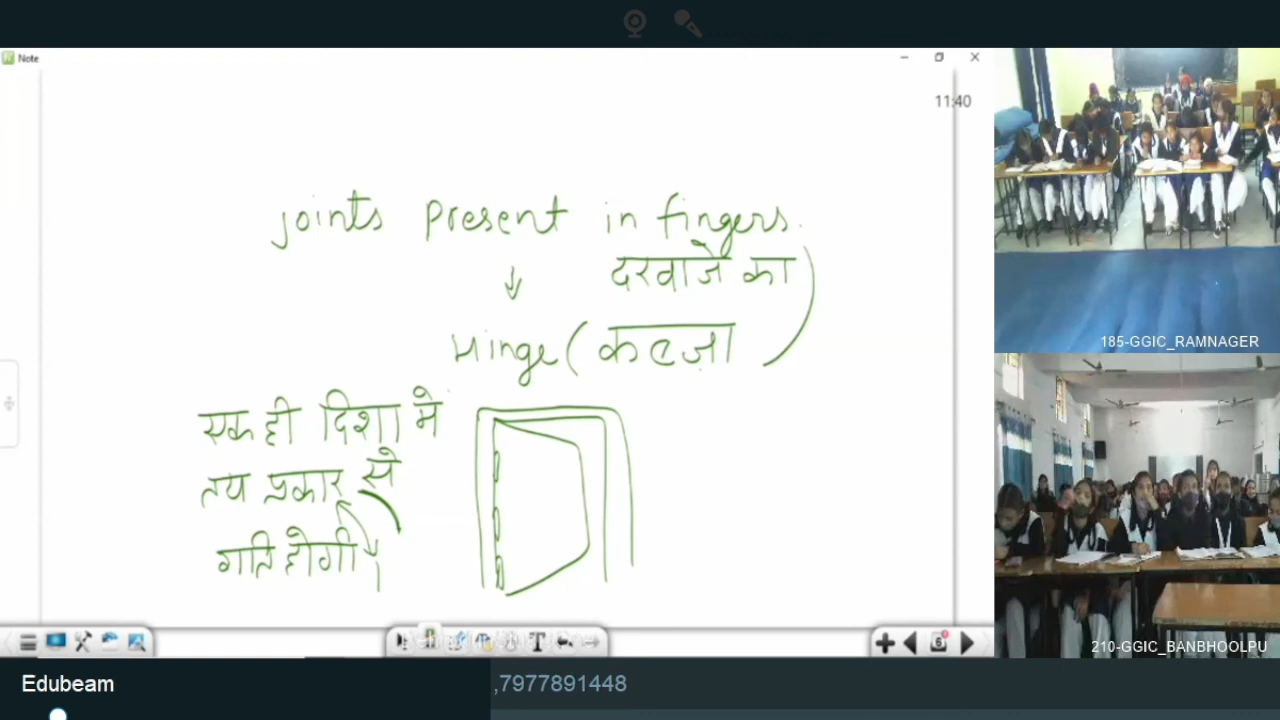 Note
11:40
joints present in fingers.
दरवाजे का
Hinge (कब्जा)
एक ही दिशा मे
तय प्रकार से
गति होगी।
185-GGIC_RAMNAGER
210-GGIC_BANBHOOLPU
Edubeam
,7977891448